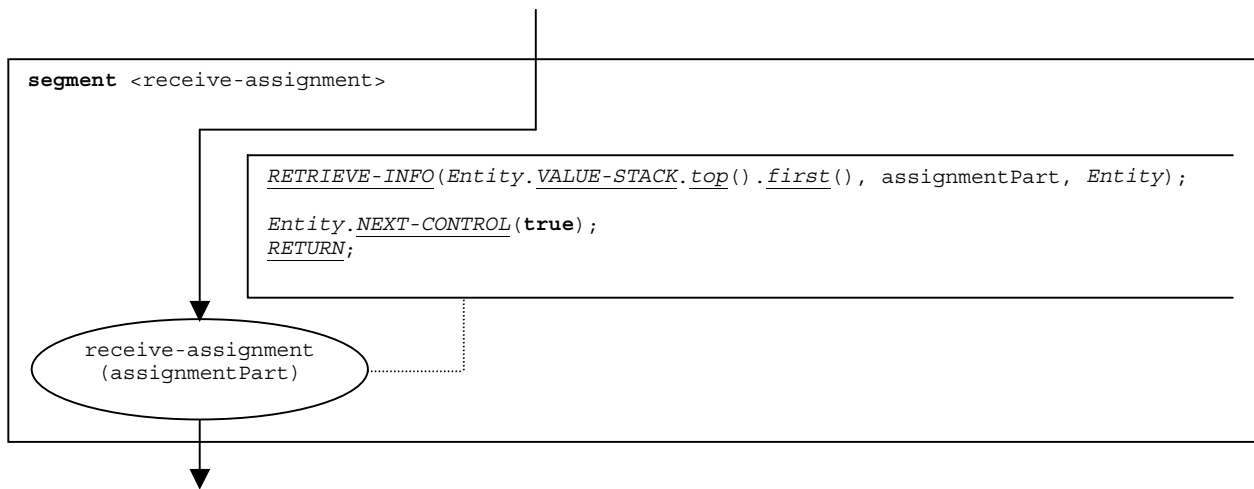 segment <receive-assignment>
RETRIEVE-INFO(Entity.VALUE-STACK.top().first(), assignmentPart, Entity);
Entity.NEXT-CONTROL(true);
RETURN;
receive-assignment
(assignmentPart)